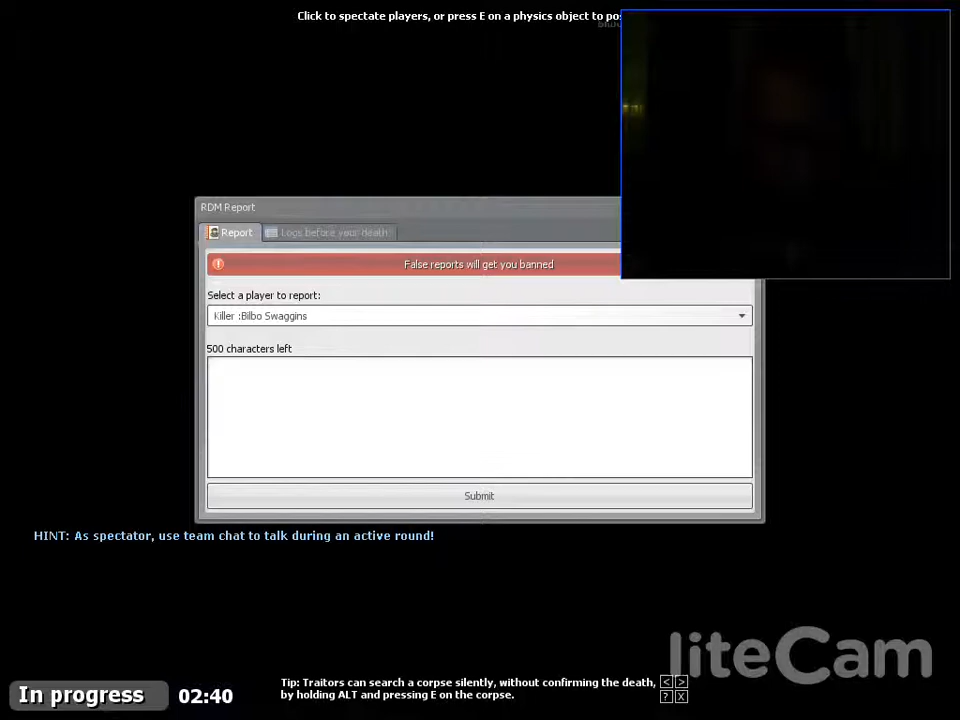 Click to spectate players, or press E on a physics object to
RDM Report
Report
Logs before your death
False reports will get you banned
Select a player to report:
Killer :Bilbo Swaggins
500 characters left
Submit
HINT: As spectator, use team chat to talk during an active round!
liteCam
In progress
02:40
Tip: Traitors can search a corpse silently, without confirming the death,
by holding ALT and pressing E on the corpse.
< >
? X